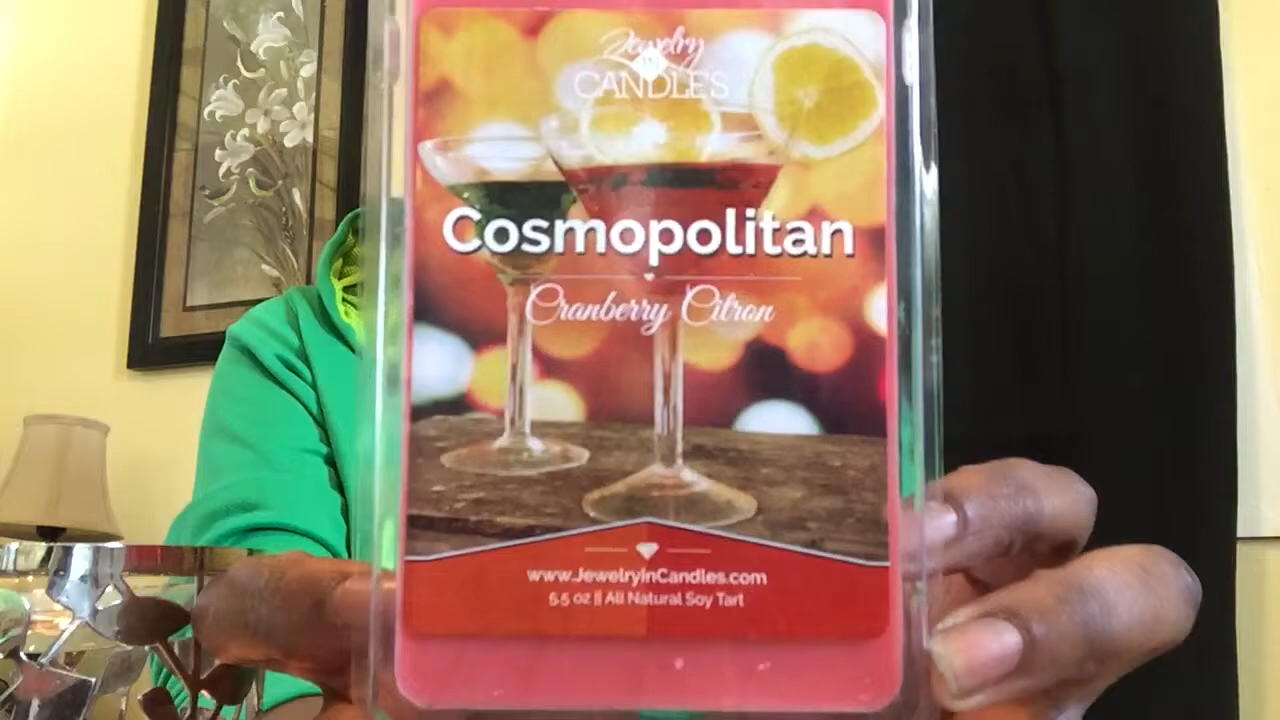 Jewelry
IN
CANDLES
Cosmopolitan
Cranberry Citron
www.JewelryInCandles.com
5.5 oz || All Natural Soy Tart